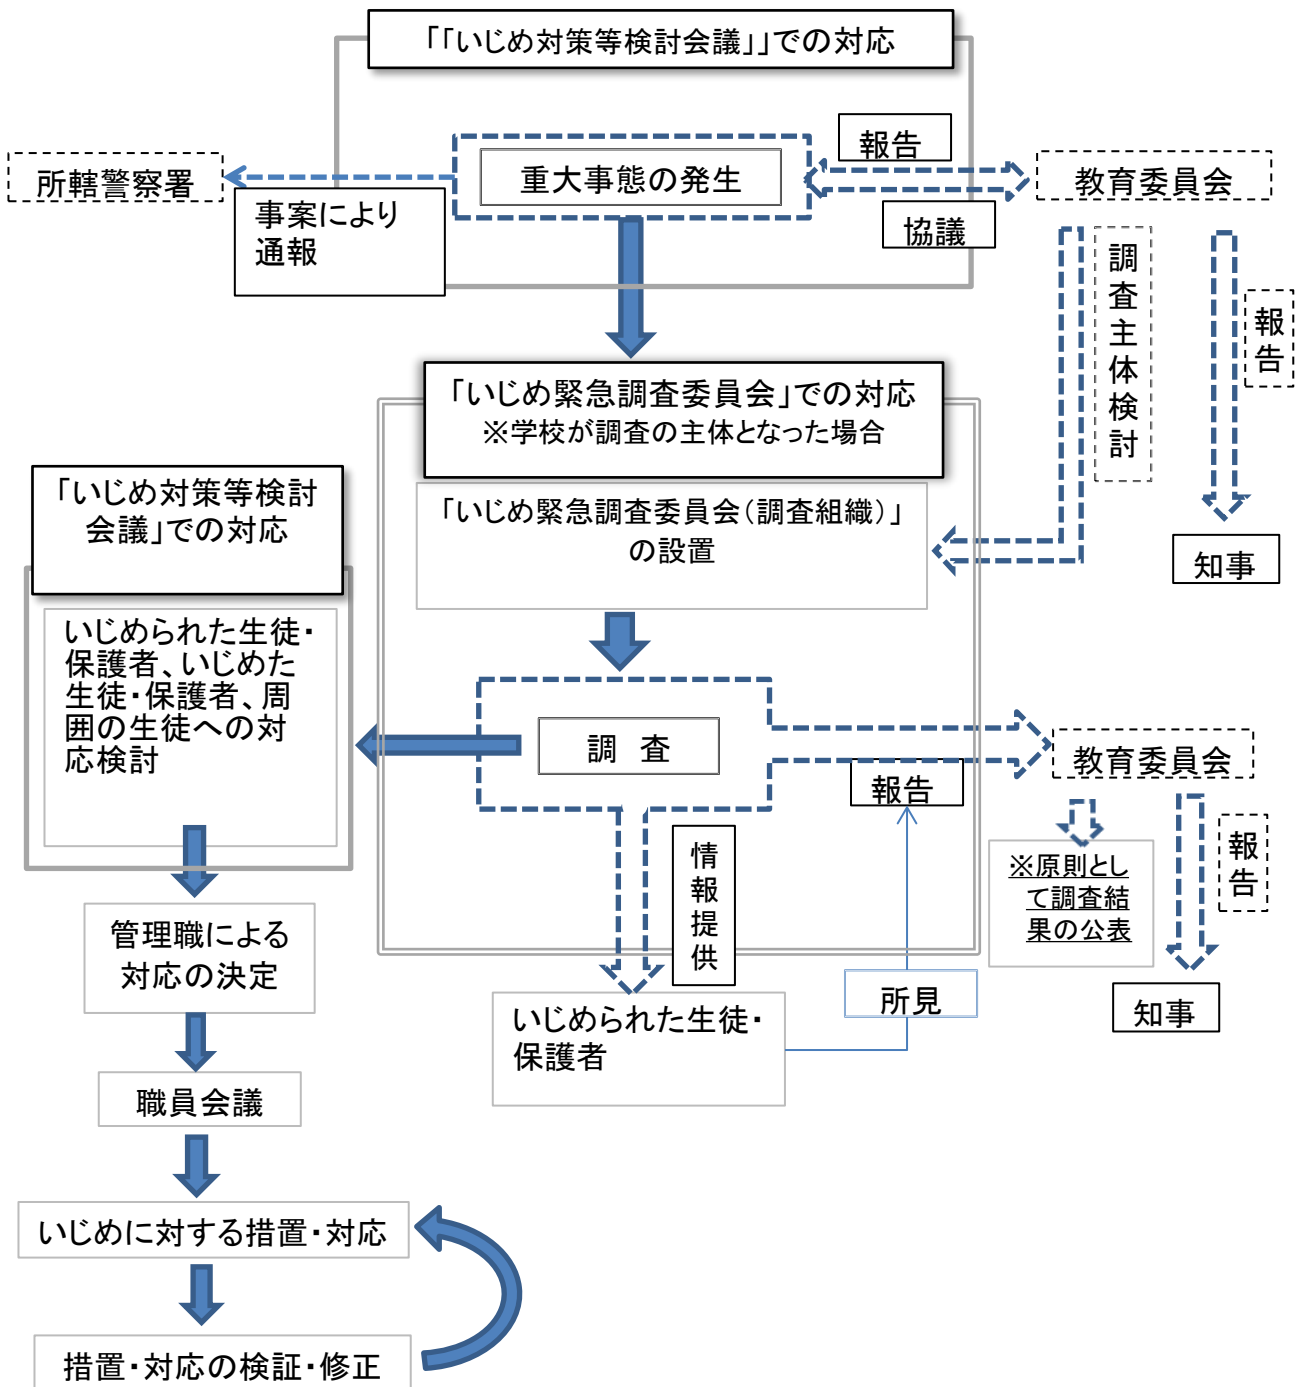 「「いじめ対策等検討会議」」での対応
報告
所轄警察署
重大事態の発生
教育委員会
事案により
通報
協議
調査主体検討
報告
「いじめ緊急調査委員会」での対応
※学校が調査の主体となった場合
「いじめ対策等検討
会議」での対応
「いじめ緊急調査委員会（調査組織）」
の設置
知事
いじめられた生徒・
保護者、いじめた
生徒・保護者、周
囲の生徒への対
応検討
調　査
教育委員会
報告
情報提供
※原則とし
て調査結
果の公表
報告
管理職による
対応の決定
所見
知事
いじめられた生徒・
保護者
職員会議
いじめに対する措置・対応
措置・対応の検証・修正